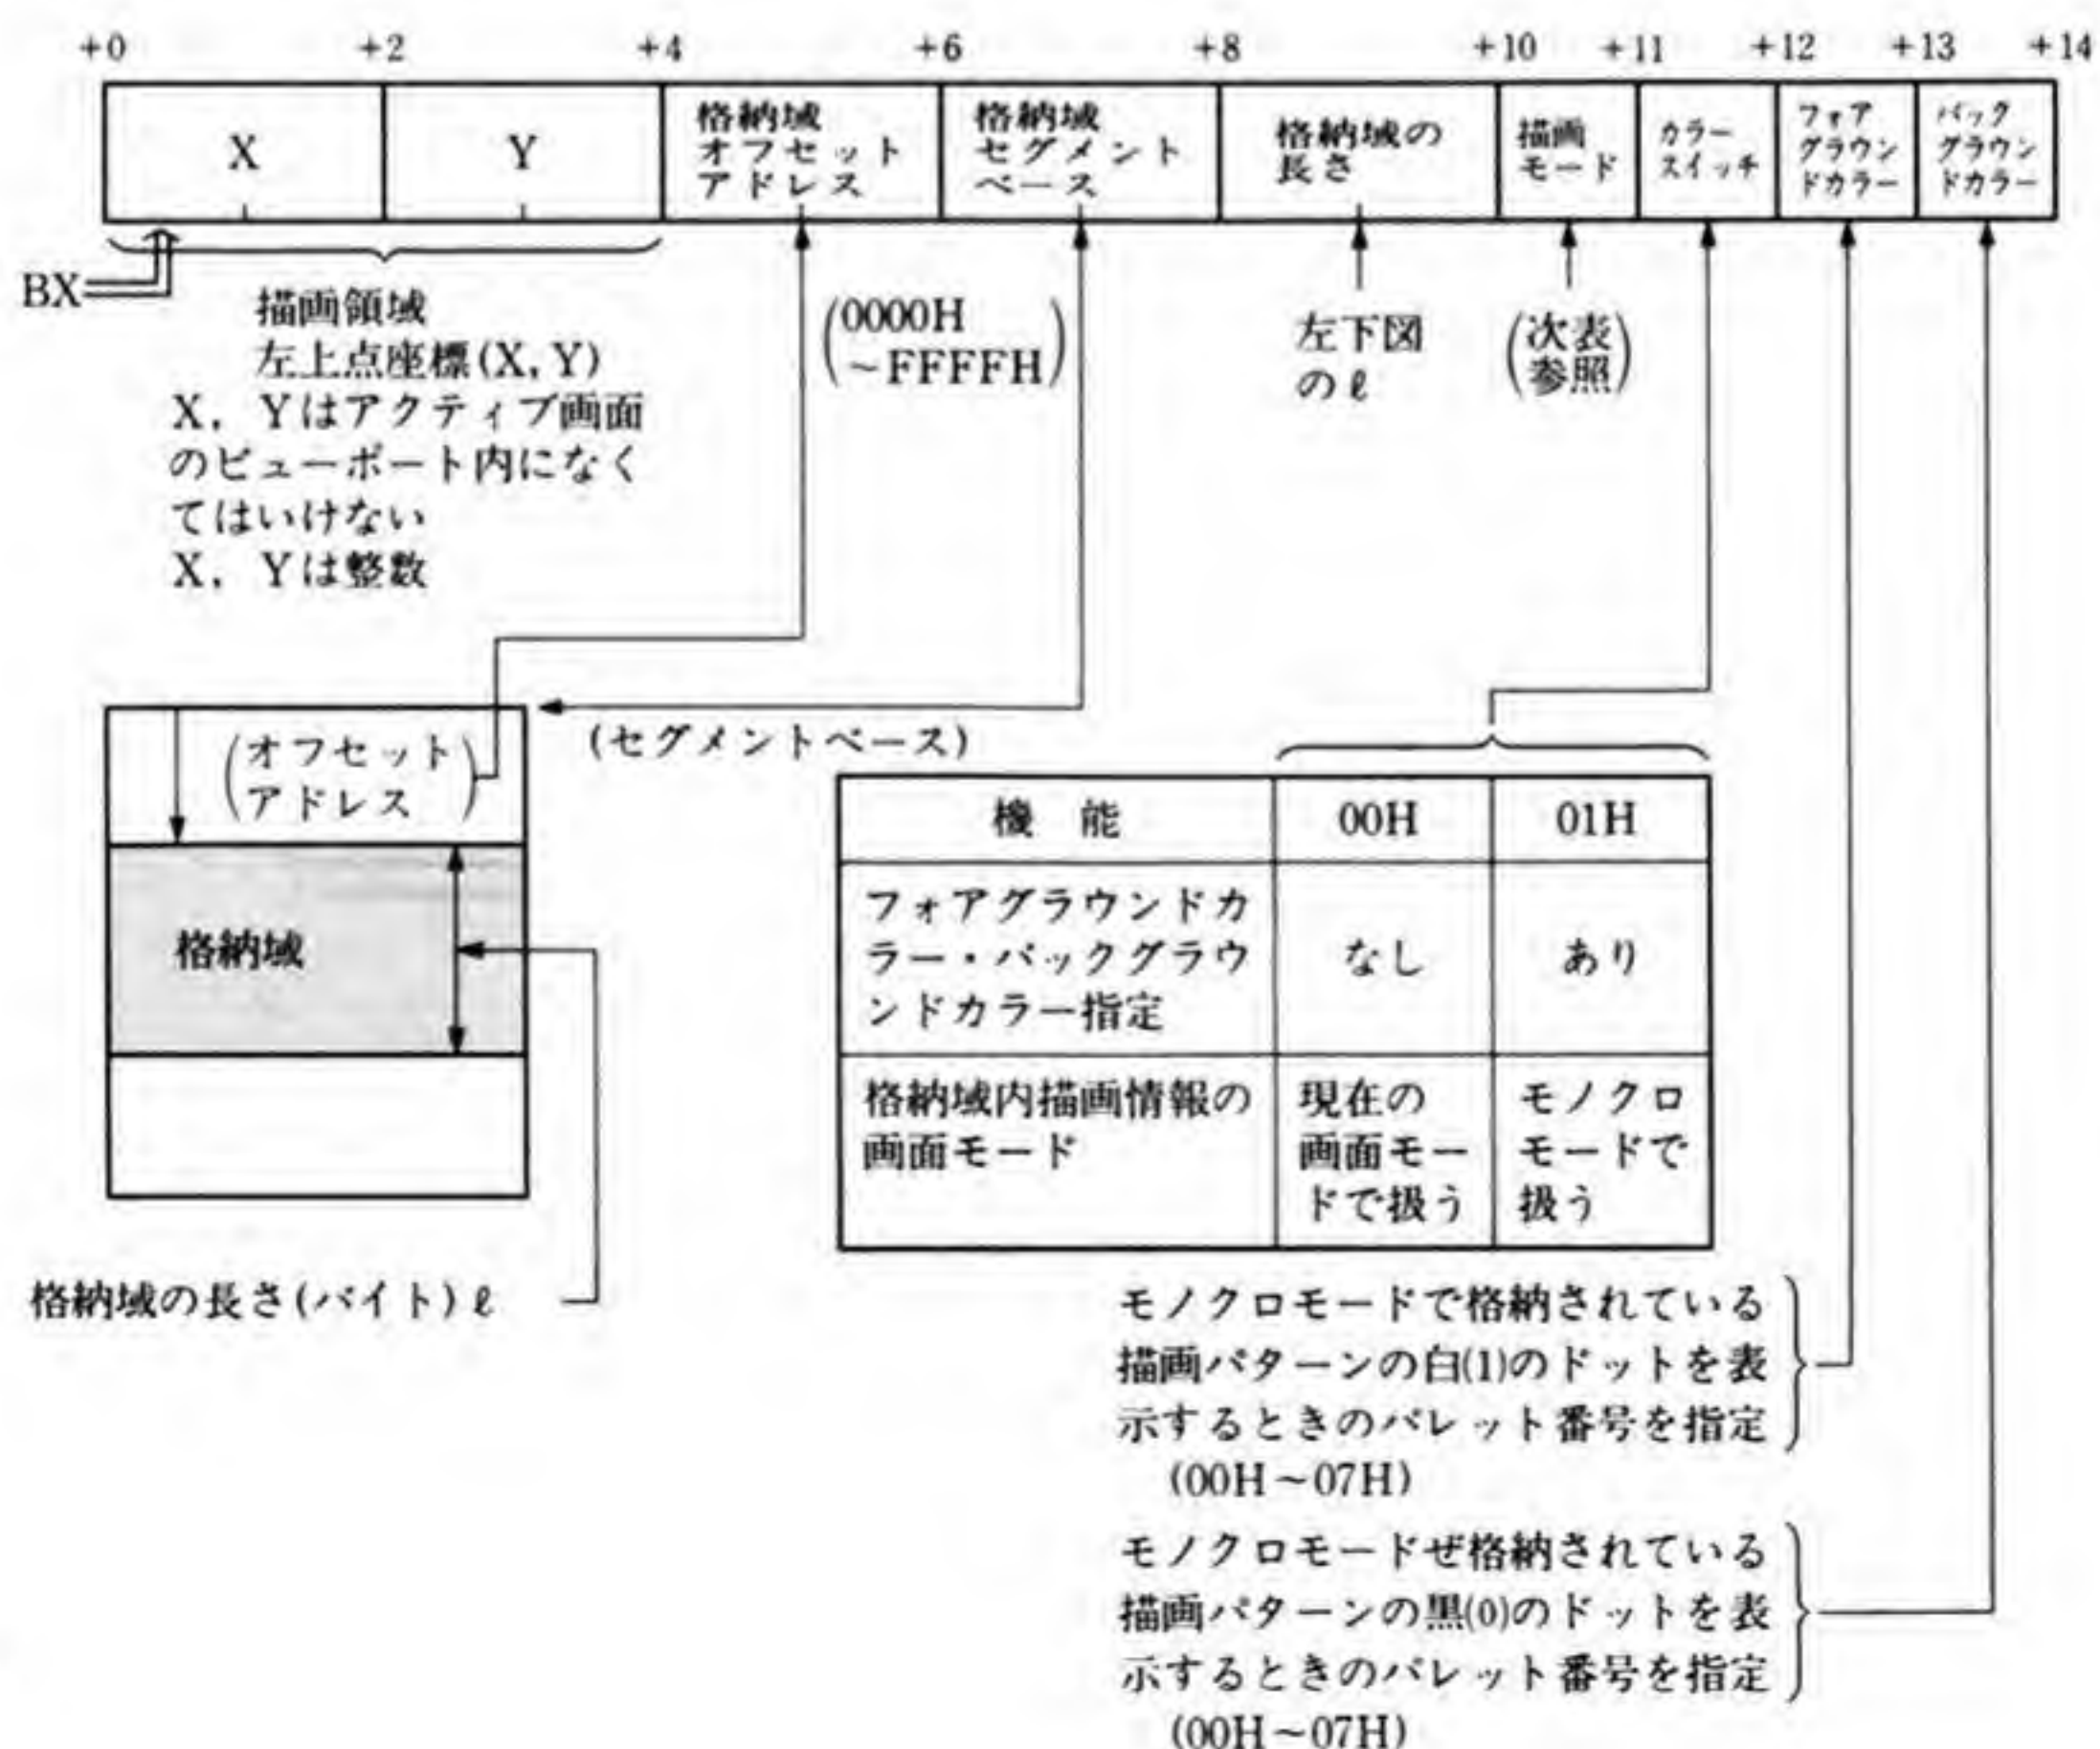 +0 +2 +4 +6 +8 +10 +11 +12 +13 +14
X
Y
格納域
オフセット
アドレス
格納域
セグメント
ベース
格納域の
長さ
描画
モード
カラー
スイッチ
フォア
グラウン
ドカラー
バック
グラウン
ドカラー
BX
描画領域
左上点座標(X, Y)
X, Yはアクティブ画面
のビューポート内になく
てはいけない
X, Yは整数
(0000H
~FFFFH)
左下図
のℓ
(次表
参照)
(オフセット
アドレス)
(セグメントベース)
格納域
格納域の長さ(バイト)ℓ
機 能
00H
01H
フォアグラウンドカ
ラー・バックグラウ
ンドカラー指定
なし
あり
格納域内描画情報の
画面モード
現在の
画面モー
ドで扱う
モノクロ
モードで
扱う
モノクロモードで格納されている
描画パターンの白(1)のドットを表
示するときのパレット番号を指定
(00H~07H)
モノクロモードぜ格納されている
描画パターンの黒(0)のドットを表
示するときのパレット番号を指定
(00H~07H)